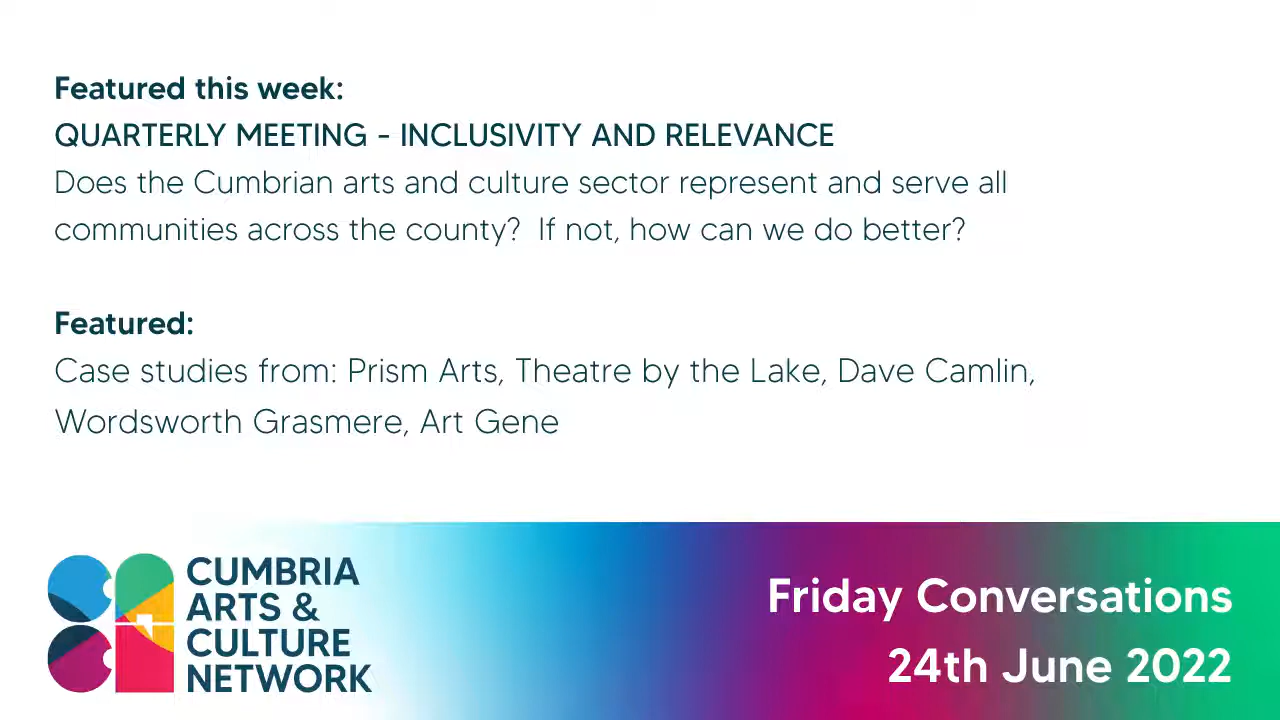 Featured this week:
QUARTERLY MEETING - INCLUSIVITY AND RELEVANCE
Does the Cumbrian arts and culture sector represent and serve all
communities across the county?  If not, how can we do better?
Featured:
Case studies from: Prism Arts, Theatre by the Lake, Dave Camlin,
Wordsworth Grasmere, Art Gene
CUMBRIA
ARTS &
CULTURE
NETWORK
Friday Conversations
24th June 2022